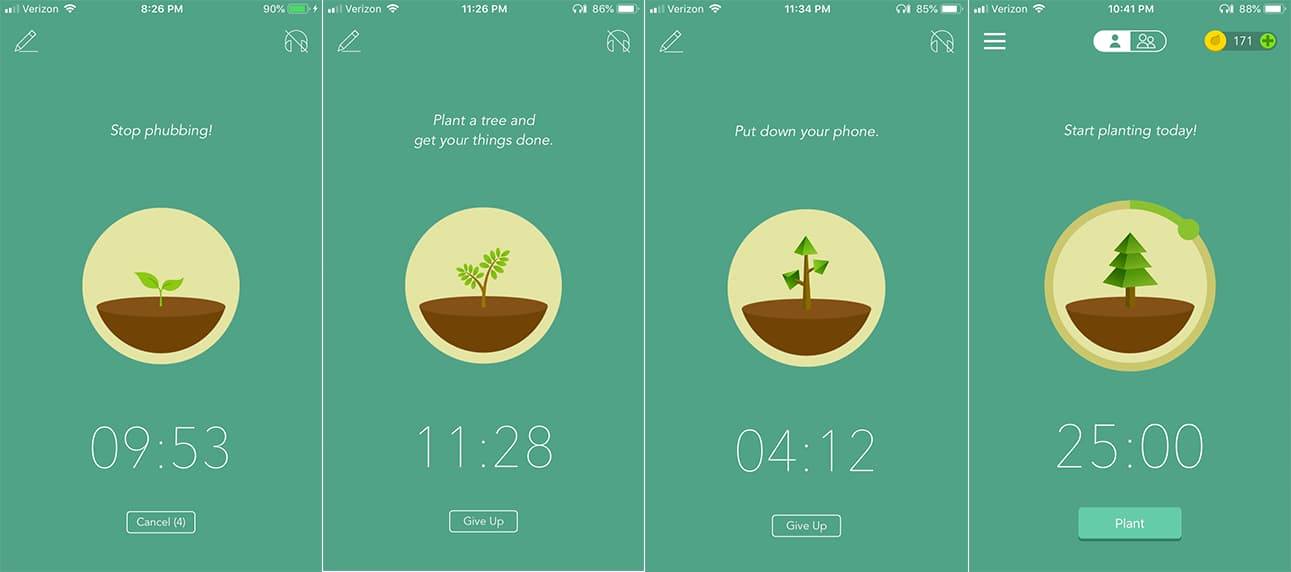 Verizon 8:26 PM 90%
Stop phubbing!
09:53
Cancel (4)
Verizon 11:26 PM 86%
Plant a tree and
get your things done.
11:28
Give Up
Verizon 11:34 PM 85%
Put down your phone.
04:12
Give Up
Verizon 10:41 PM 88%
171
Start planting today!
25:00
Plant